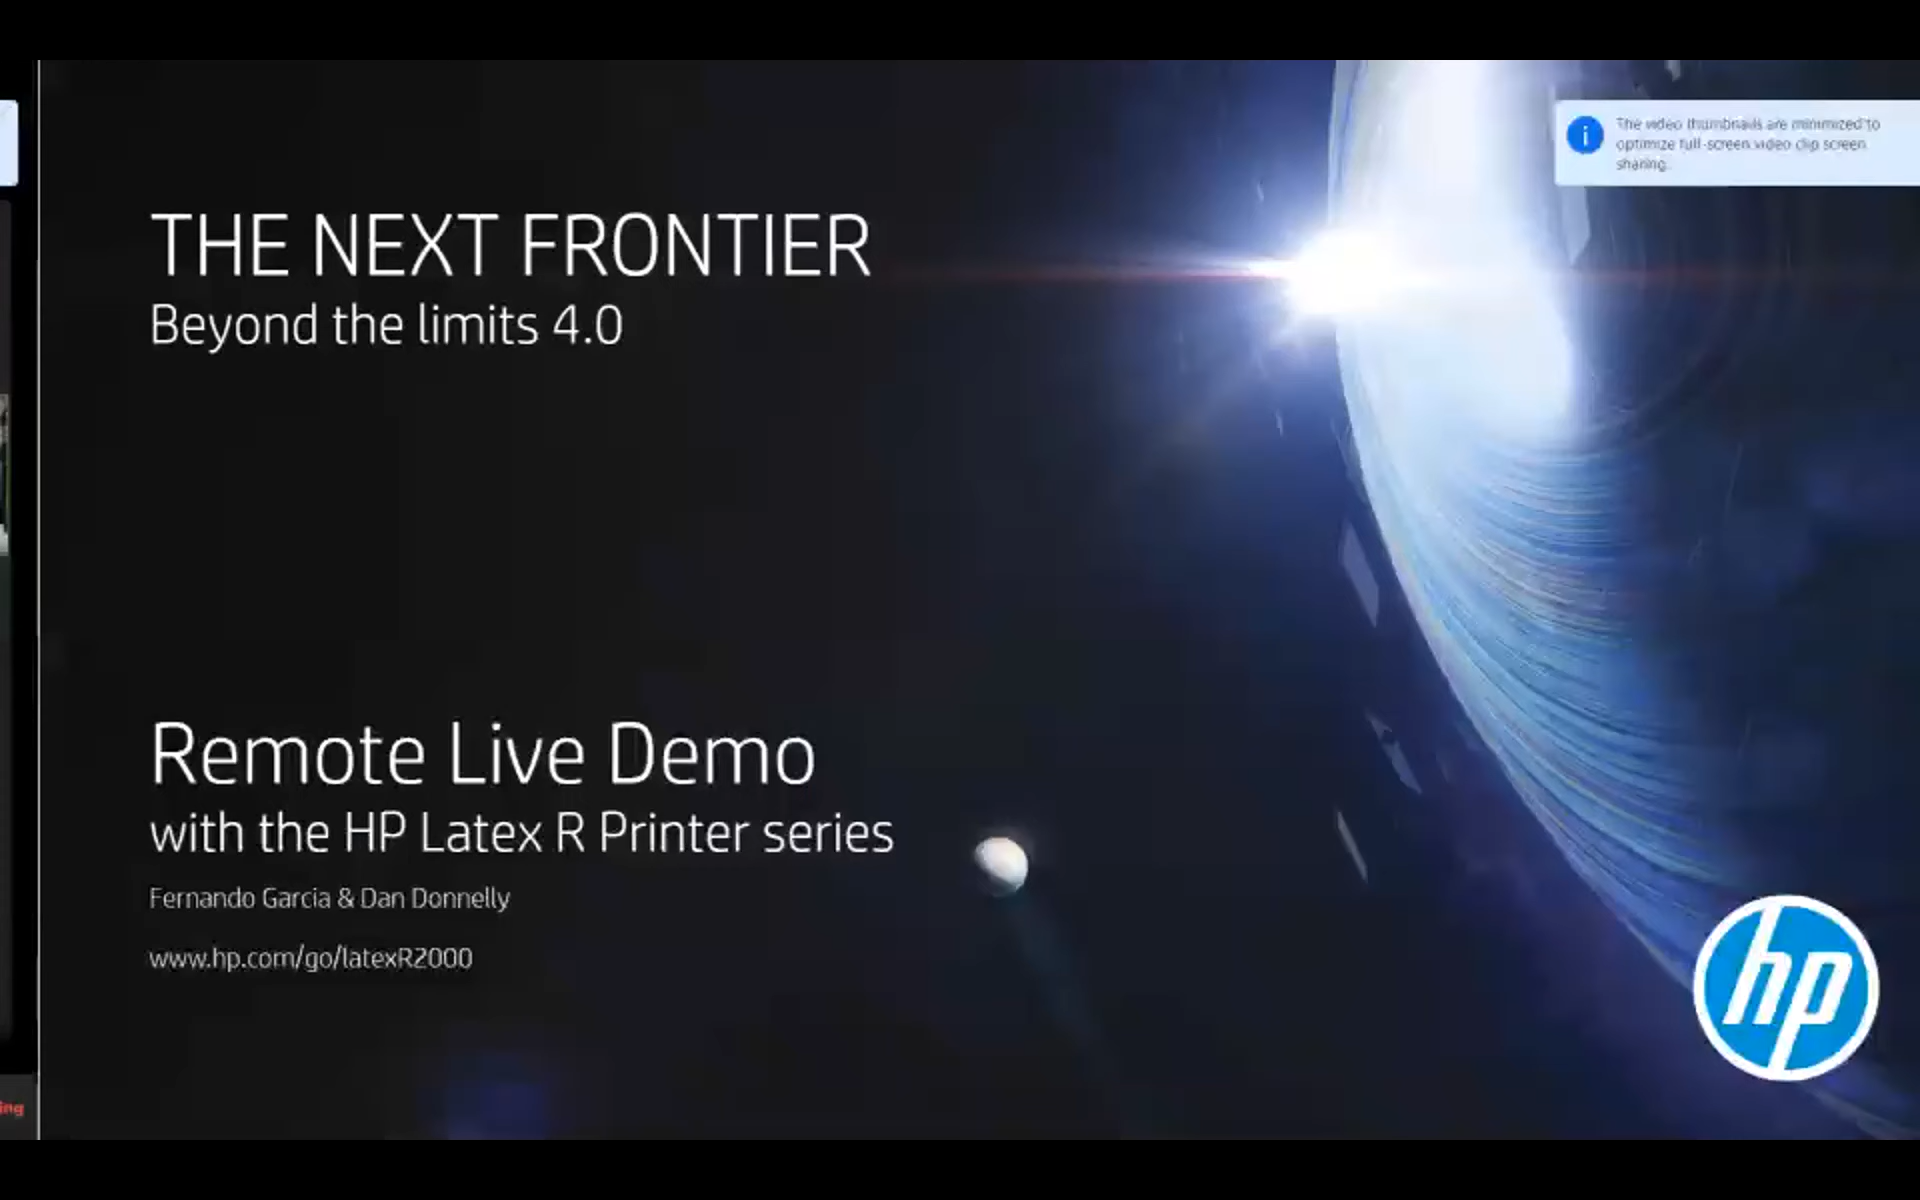 THE NEXT FRONTIER
Beyond the limits 4.0
The video thumbnails are minimized to
optimize full-screen video clip screen
sharing.
Remote Live Demo
with the HP Latex R Printer series
Fernando Garcia & Dan Donnelly
www.hp.com/go/latexR2000
hp
ing